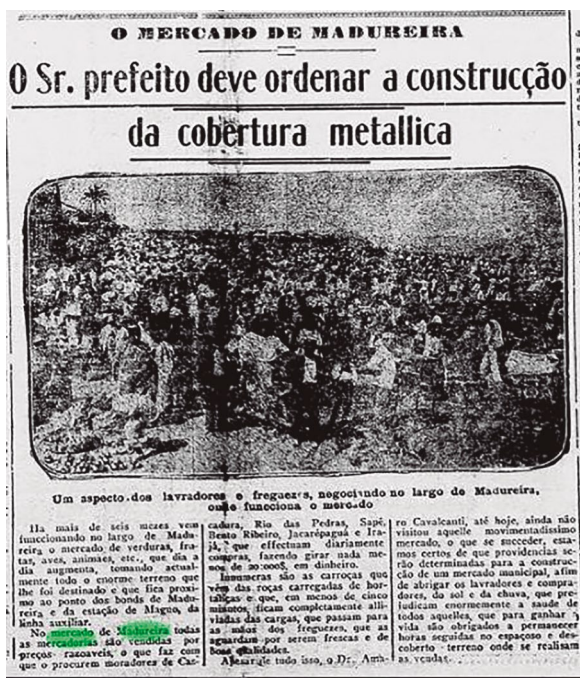 O MERCADO DE MADUREIRA
O Sr. prefeito deve ordenar a construcção
da cobertura metallica
Um aspecto dos lavradores e freguezes, negociando no largo de Madureira,
onde funcciona o mercado
Ha mais de seis mezes vem
funccionando no largo de Madu-
reira o mercado de verduras, fru-
tas, aves, animaes, etc., que dia a
dia augmenta, tomando actual-
mente todo o enorme terreno que
lhe foi destinado e que fica proxi-
mo ao ponto dos bonds de Madu-
reira e da estação de Magno, da
linha auxiliar.
No mercado de Madureira todas
as mercadorias são vendidas por
preços razoaveis, o que faz com
que o procurem moradores de Cas-
cadura, Rio das Pedras, Sapé,
Bento Ribeiro, Jacarépaguá e Ira-
já, que effectuam diariamente
compras, fazendo girar nada me-
nos de 20:000$, em dinheiro.
Innumeras são as carroças que
vêm das roças carregadas de hor-
taliças e que, em menos de cinco
minutos, ficam completamente alli-
viadas das cargas, que passam para
as mãos dos freguezes, que as
aguardam por serem frescas e de
boas qualidades.
Apesar de tudo isso, o Dr. Ama-
ro Cavalcanti, até hoje, ainda não
visitou aquelle movimentadissimo
mercado, o que se succeder, esta-
mos certos de que providencias se-
rão determinadas para a construc-
ção de um mercado municipal, afim
de abrigar os lavradores e compra-
dores, do sol e da chuva, que pre-
judicam enormemente a saude de
todos aquelles, que para ganhar a
vida são obrigados a permanecer
horas seguidas no espaçoso e des-
coberto terreno onde se realisam
as vendas.